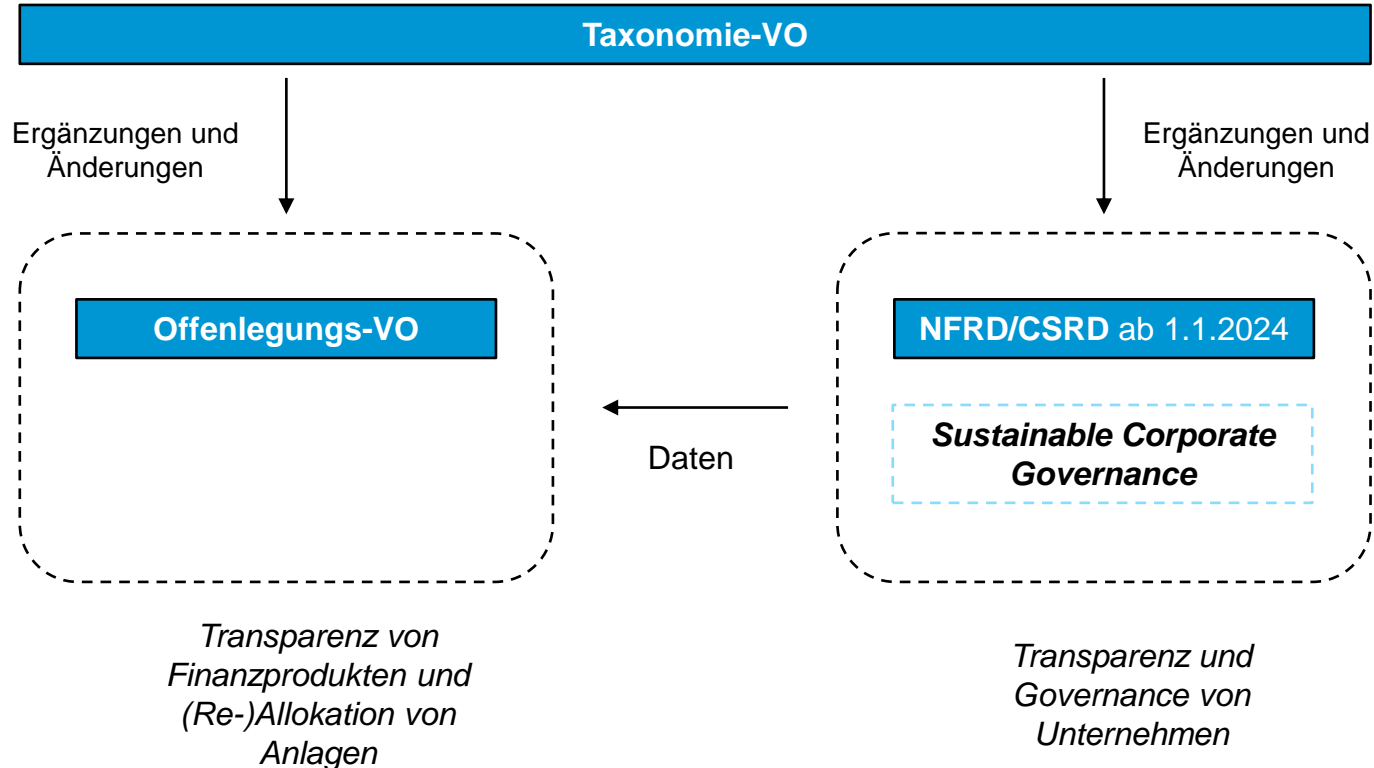 Taxonomie-VO
Ergänzungen und
Änderungen
Ergänzungen und
Änderungen
Offenlegungs-VO
NFRD/CSRD ab 1.1.2024
Sustainable Corporate
Governance
Daten
Transparenz von
Finanzprodukten und
(Re-)Allokation von
Anlagen
Transparenz und
Governance von
Unternehmen